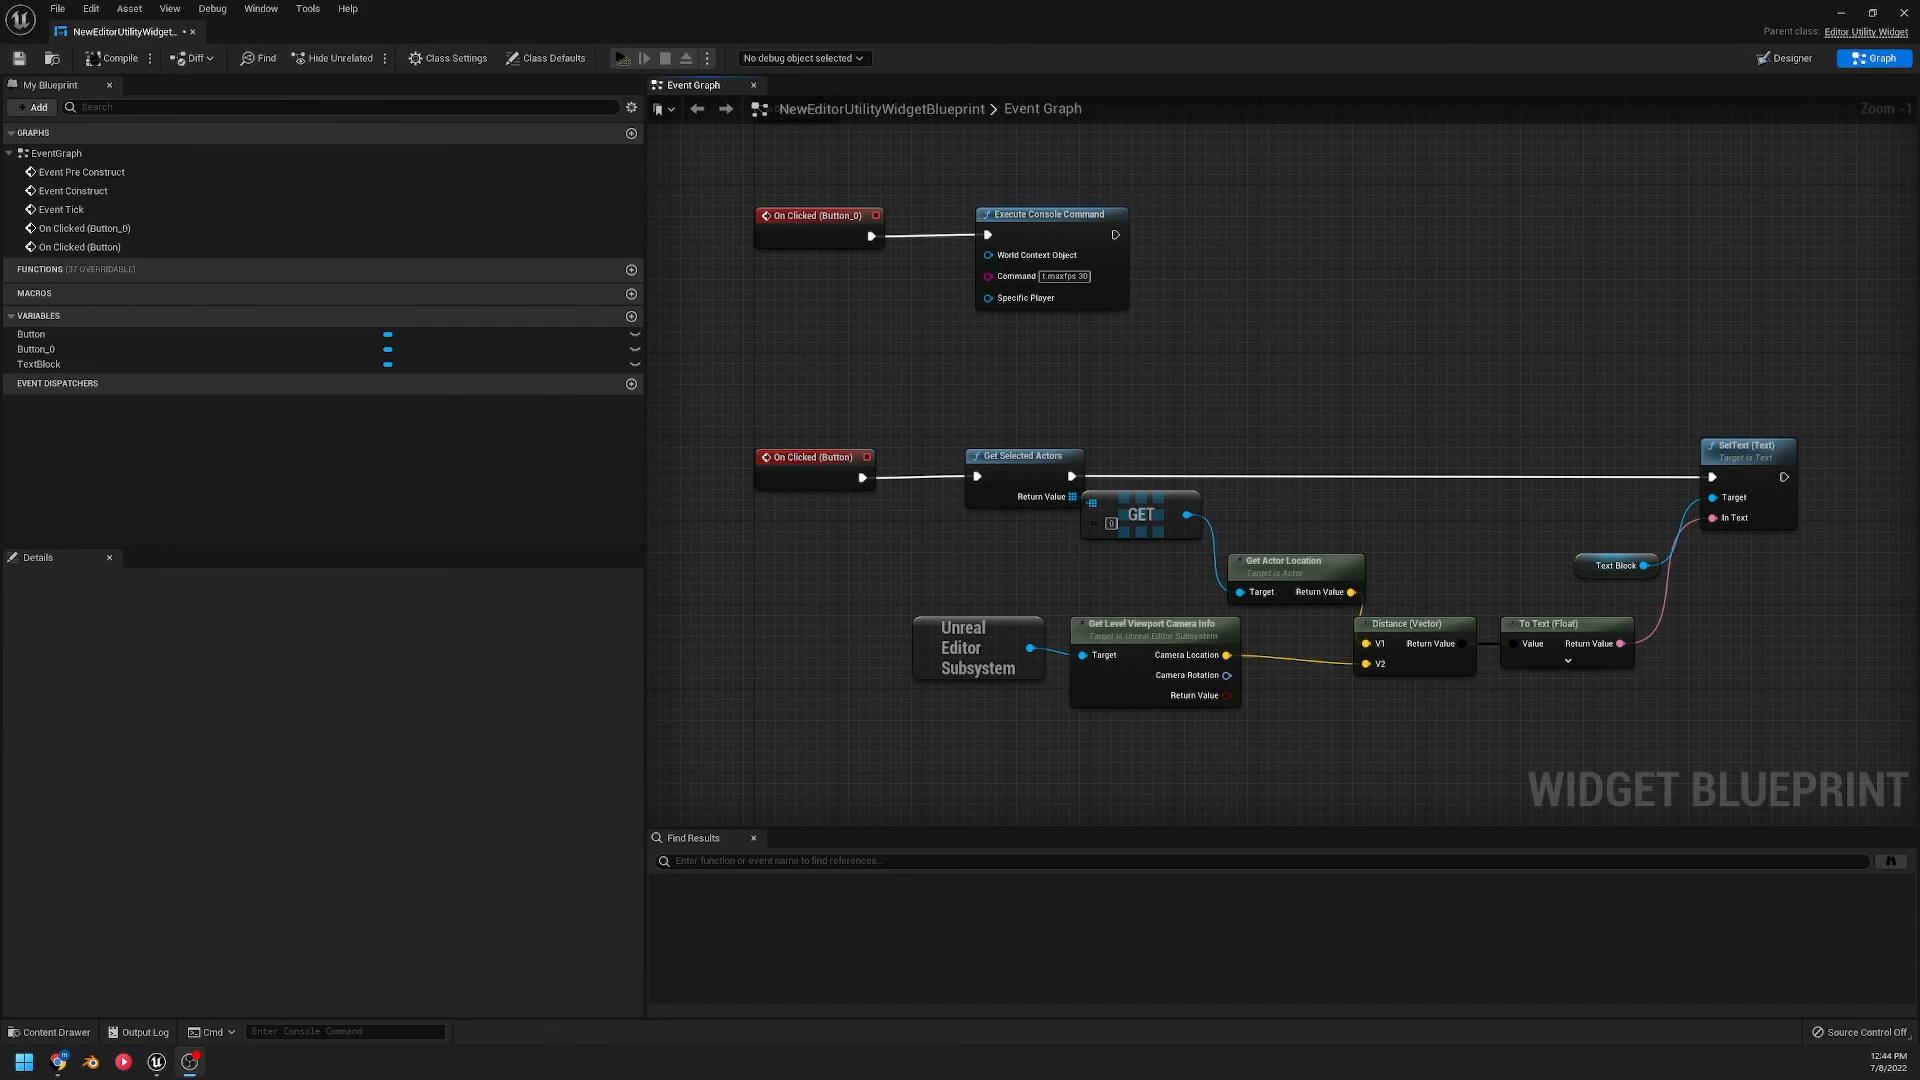 File Edit Asset View Debug Window Tools Help
NewEditorUtilityWidget...
Parent class: Editor Utility Widget
Compile Diff Find Hide Unrelated Class Settings Class Defaults No debug object selected Designer Graph
My Blueprint
Event Graph
Add Search
NewEditorUtilityWidgetBlueprint > Event Graph
Zoom -1
GRAPHS
EventGraph
Event Pre Construct
Event Construct
Event Tick
On Clicked (Button_0)
On Clicked (Button)
FUNCTIONS (37 OVERRIDABLE)
MACROS
VARIABLES
Button
Button_0
TextBlock
EVENT DISPATCHERS
Details
On Clicked (Button_0)
Execute Console Command
World Context Object
Command t.maxfps 30
Specific Player
On Clicked (Button)
Get Selected Actors
Return Value
0 GET
SetText (Text)
Target is Text
Target
In Text
Get Actor Location
Target is Actor
Target Return Value
Text Block
Unreal
Editor
Subsystem
Get Level Viewport Camera Info
Target is Unreal Editor Subsystem
Target Camera Location
Camera Rotation
Return Value
Distance (Vector)
V1 Return Value
V2
To Text (Float)
Value Return Value
WIDGET BLUEPRINT
Find Results
Enter function or event name to find references...
Content Drawer Output Log Cmd Enter Console Command
Source Control Off
12:44 PM
7/8/2022